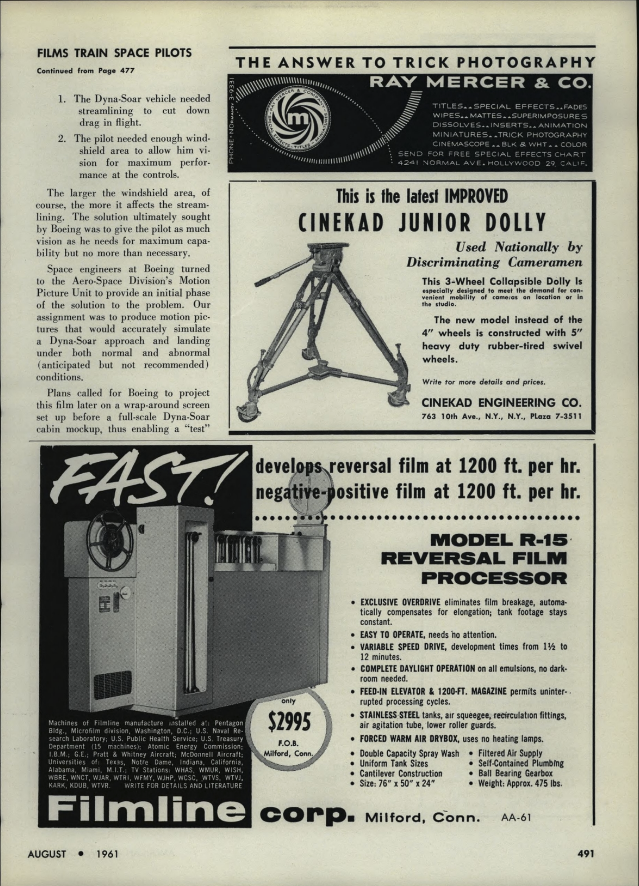 FILMS TRAIN SPACE PILOTS
Continued from Page 477
1. The Dyna-Soar vehicle needed
streamlining to cut down
drag in flight.
2. The pilot needed enough wind-
shield area to allow him vi-
sion for maximum perfor-
mance at the controls.
The larger the windshield area, of
course, the more it affects the stream-
lining. The solution ultimately sought
by Boeing was to give the pilot as much
vision as he needs for maximum capa-
bility but no more than necessary.
Space engineers at Boeing turned
to the Aero-Space Division's Motion
Picture Unit to provide an initial phase
of the solution to the problem. Our
assignment was to produce motion pic-
tures that would accurately simulate
a Dyna-Soar approach and landing
under both normal and abnormal
(anticipated but not recommended)
conditions.
Plans called for Boeing to project
this film later on a wrap-around screen
set up before a full-scale Dyna-Soar
cabin mockup, thus enabling a "test"
THE ANSWER TO TRICK PHOTOGRAPHY
RAY MERCER & CO.
m
TITLES..SPECIAL EFFECTS..FADES
WIPES..MATTES..SUPERIMPOSURES
DISSOLVES..INSERTS..ANIMATION
MINIATURES..TRICK PHOTOGRAPHY
CINEMASCOPE..BLK & WHT..COLOR
SEND FOR FREE SPECIAL EFFECTS CHART
4241 NORMAL AVE. HOLLYWOOD 29, CALIF.
This is the latest IMPROVED
CINEKAD JUNIOR DOLLY
Used Nationally by
Discriminating Cameramen
This 3-Wheel Collapsible Dolly Is
especially designed to meet the demand for con-
venient mobility of cameras on location or in
the studio.
The new model instead of the
4" wheels is constructed with 5"
heavy duty rubber-tired swivel
wheels.
Write for more details and prices.
CINEKAD ENGINEERING CO.
763 10th Ave., N.Y., N.Y., PLaza 7-3511
FAST!
develops reversal film at 1200 ft. per hr.
negative-positive film at 1200 ft. per hr.
MODEL R-15
REVERSAL FILM
PROCESSOR
• EXCLUSIVE OVERDRIVE eliminates film breakage, automa-
tically compensates for elongation; tank footage stays
constant.
• EASY TO OPERATE, needs no attention.
• VARIABLE SPEED DRIVE, development times from 1½ to
12 minutes.
• COMPLETE DAYLIGHT OPERATION on all emulsions, no dark-
room needed.
• FEED-IN ELEVATOR & 1200-FT. MAGAZINE permits uninter-
rupted processing cycles.
• STAINLESS STEEL tanks, air squeegee, recirculation fittings,
air agitation tube, lower roller guards.
• FORCED WARM AIR DRYBOX, uses no heating lamps.
• Double Capacity Spray Wash
• Uniform Tank Sizes
• Cantilever Construction
• Size: 76" x 50" x 24"
• Filtered Air Supply
• Self-Contained Plumbing
• Ball Bearing Gearbox
• Weight: Approx. 475 lbs.
only
$2995
F.O.B.
Milford, Conn.
Machines of Filmline manufacture installed at: Pentagon
Bldg., Microfilm division, Washington, D.C.; U.S. Naval Re-
search Laboratory; U.S. Public Health Service; U.S. Treasury
Department (15 machines); Atomic Energy Commission;
I.B.M.; G.E.; Pratt & Whitney Aircraft; McDonnell Aircraft;
Universities of: Texas, Notre Dame, Indiana, California,
Alabama, Miami, M.I.T.; TV Stations: WHAS, WMUR, WISH,
WBRE, WNCT, WJAR, WTRI, WFMY, WJHP, WCSC, WTVS, WTVJ,
KARK, KDUB, WTVR. WRITE FOR DETAILS AND LITERATURE
Filmline corp. Milford, Conn. AA-61
AUGUST • 1961
491